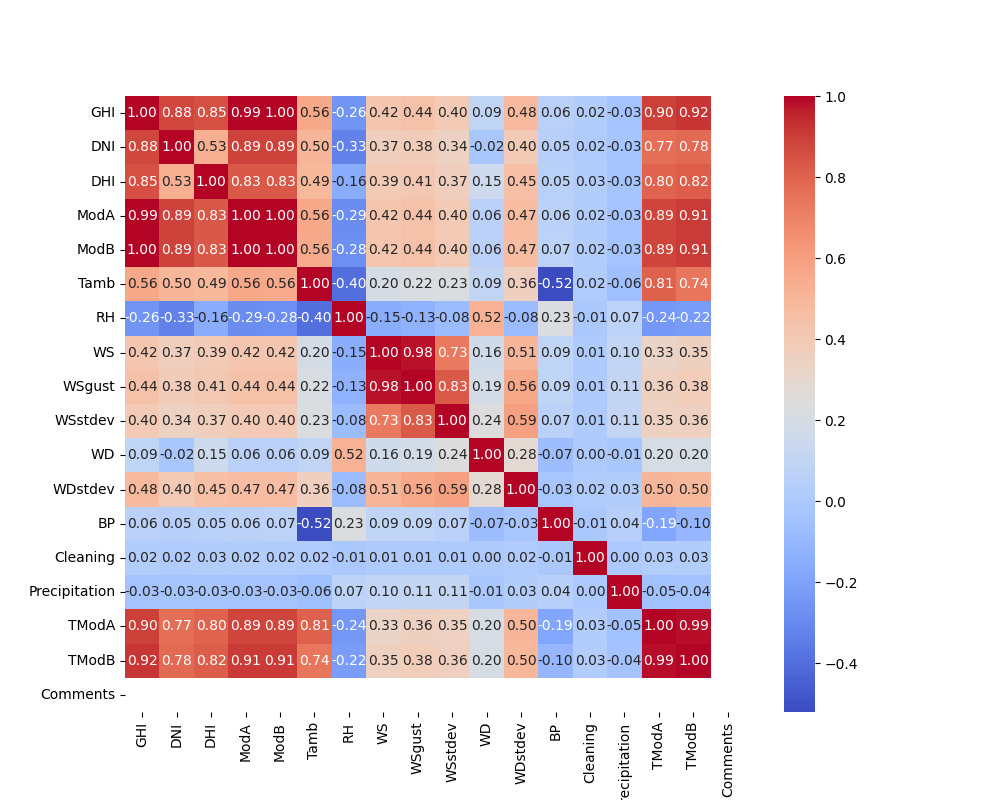 GHI 1.00 0.88 0.85 0.99 1.00 0.56 -0.26 0.42 0.44 0.40 0.09 0.48 0.06 0.02 -0.03 0.90 0.92
DNI 0.88 1.00 0.53 0.89 0.89 0.50 -0.33 0.37 0.38 0.34 -0.02 0.40 0.05 0.02 -0.03 0.77 0.78
DHI 0.85 0.53 1.00 0.83 0.83 0.49 -0.16 0.39 0.41 0.37 0.15 0.45 0.05 0.03 -0.03 0.80 0.82
ModA 0.99 0.89 0.83 1.00 1.00 0.56 -0.29 0.42 0.44 0.40 0.06 0.47 0.06 0.02 -0.03 0.89 0.91
ModB 1.00 0.89 0.83 1.00 1.00 0.56 -0.28 0.42 0.44 0.40 0.06 0.47 0.07 0.02 -0.03 0.89 0.91
Tamb 0.56 0.50 0.49 0.56 0.56 1.00 -0.40 0.20 0.22 0.23 0.09 0.36 -0.52 0.02 -0.06 0.81 0.74
RH -0.26 -0.33 -0.16 -0.29 -0.28 -0.40 1.00 -0.15 -0.13 -0.08 0.52 -0.08 0.23 -0.01 0.07 -0.24 -0.22
WS 0.42 0.37 0.39 0.42 0.42 0.20 -0.15 1.00 0.98 0.73 0.16 0.51 0.09 0.01 0.10 0.33 0.35
WSgust 0.44 0.38 0.41 0.44 0.44 0.22 -0.13 0.98 1.00 0.83 0.19 0.56 0.09 0.01 0.11 0.36 0.38
WSstdev 0.40 0.34 0.37 0.40 0.40 0.23 -0.08 0.73 0.83 1.00 0.24 0.59 0.07 0.01 0.11 0.35 0.36
WD 0.09 -0.02 0.15 0.06 0.06 0.09 0.52 0.16 0.19 0.24 1.00 0.28 -0.07 0.00 -0.01 0.20 0.20
WDstdev 0.48 0.40 0.45 0.47 0.47 0.36 -0.08 0.51 0.56 0.59 0.28 1.00 -0.03 0.02 0.03 0.50 0.50
BP 0.06 0.05 0.05 0.06 0.07 -0.52 0.23 0.09 0.09 0.07 -0.07 -0.03 1.00 -0.01 0.04 -0.19 -0.10
Cleaning 0.02 0.02 0.03 0.02 0.02 0.02 -0.01 0.01 0.01 0.01 0.00 0.02 -0.01 1.00 0.00 0.03 0.03
Precipitation -0.03 -0.03 -0.03 -0.03 -0.03 -0.06 0.07 0.10 0.11 0.11 -0.01 0.03 0.04 0.00 1.00 -0.05 -0.04
TModA 0.90 0.77 0.80 0.89 0.89 0.81 -0.24 0.33 0.36 0.35 0.20 0.50 -0.19 0.03 -0.05 1.00 0.99
TModB 0.92 0.78 0.82 0.91 0.91 0.74 -0.22 0.35 0.38 0.36 0.20 0.50 -0.10 0.03 -0.04 0.99 1.00
Comments
GHI
DNI
DHI
ModA
ModB
Tamb
RH
WS
WSgust
WSstdev
WD
WDstdev
BP
Cleaning
recipitation
TModA
TModB
Comments
1.0
0.8
0.6
0.4
0.2
0.0
−0.2
−0.4